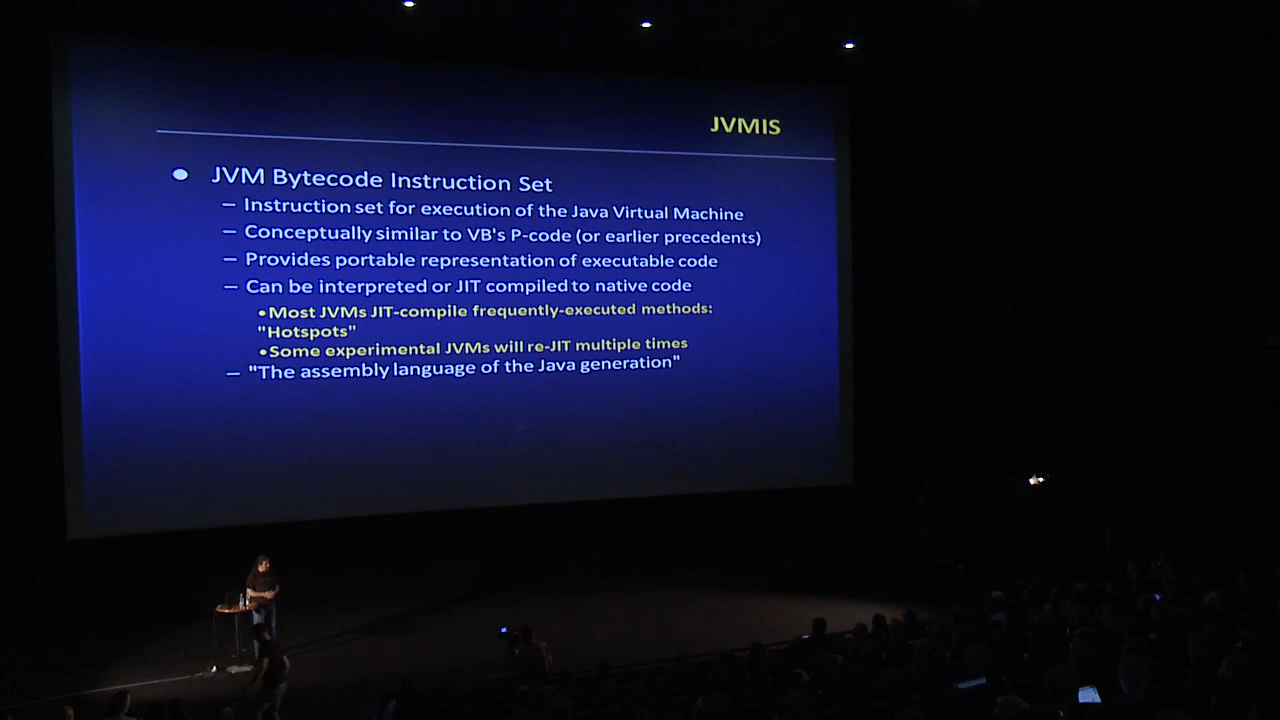 JVMIS
● JVM Bytecode Instruction Set
– Instruction set for execution of the Java Virtual Machine
– Conceptually similar to VB's P-code (or earlier precedents)
– Provides portable representation of executable code
– Can be interpreted or JIT compiled to native code
•Most JVMs JIT-compile frequently-executed methods:
"Hotspots"
•Some experimental JVMs will re-JIT multiple times
– "The assembly language of the Java generation"